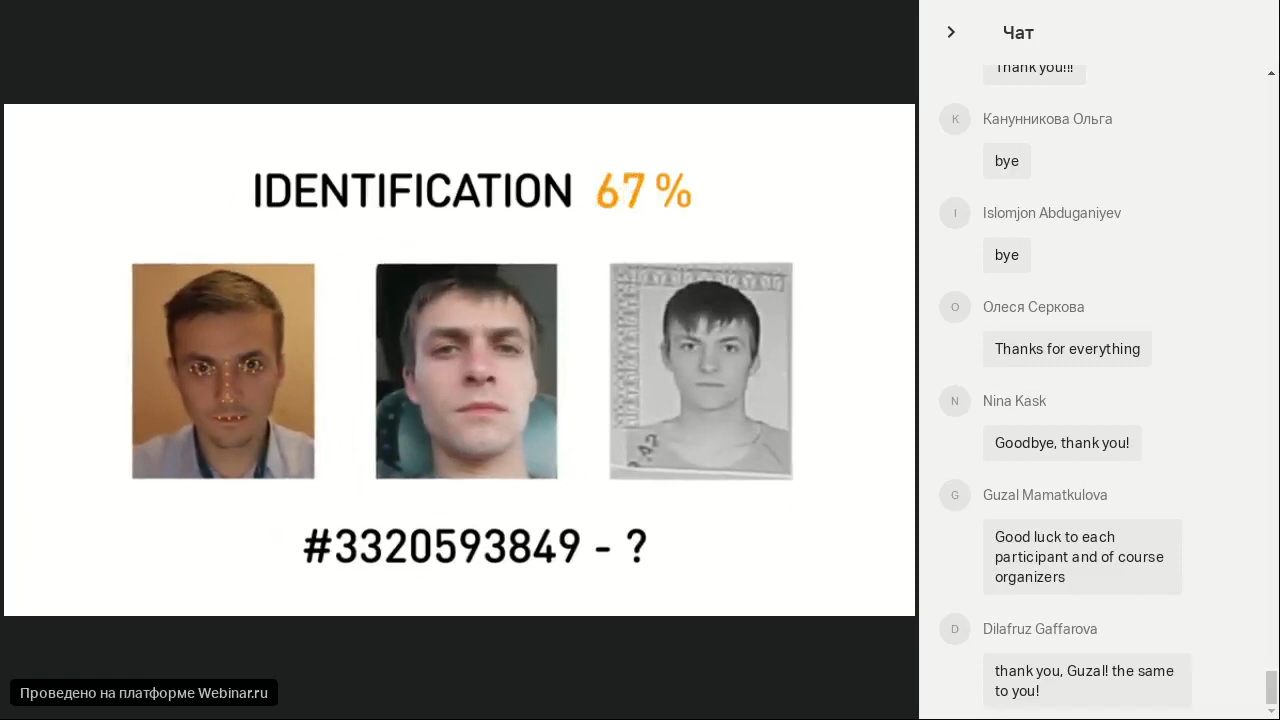 IDENTIFICATION 67 %
#3320593849 - ?
Проведено на платформе Webinar.ru
Чат
Thank you!!!
К
Канунникова Ольга
bye
I
Islomjon Abduganiyev
bye
О
Олеся Серкова
Thanks for everything
N
Nina Kask
Goodbye, thank you!
G
Guzal Mamatkulova
Good luck to each
participant and of course
organizers
D
Dilafruz Gaffarova
thank you, Guzal! the same
to you!